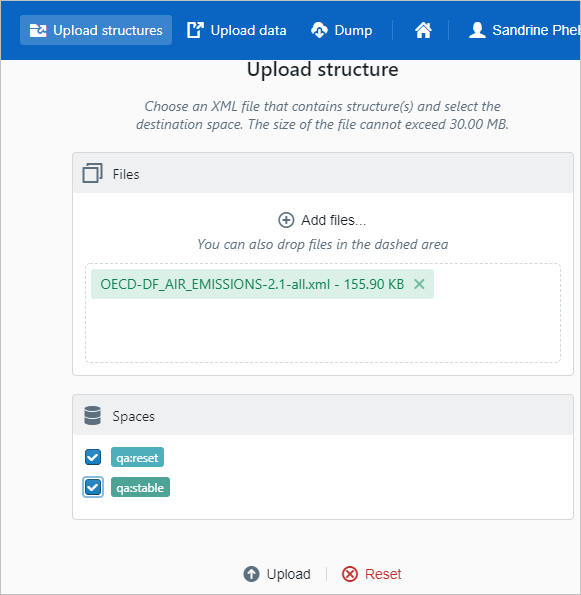 Upload structures Upload data Dump Sandrine Phel
Upload structure
Choose an XML file that contains structure(s) and select the
destination space. The size of the file cannot exceed 30.00 MB.
Files
Add files...
You can also drop files in the dashed area
OECD-DF_AIR_EMISSIONS-2.1-all.xml - 155.90 KB
Spaces
qa:reset
qa:stable
Upload Reset